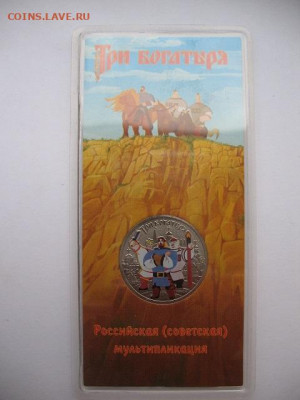 COINS.LAVE.RU
Три богатыря
Российская (советская)
мультипликация